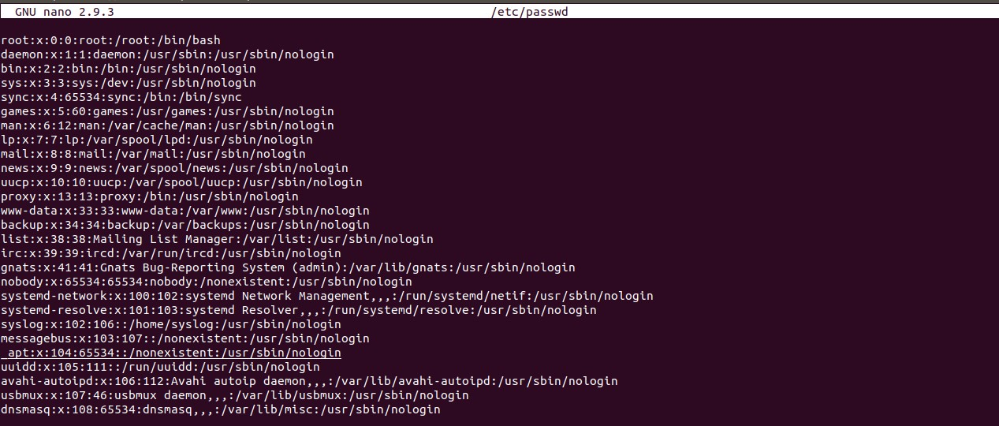 GNU nano 2.9.3 /etc/passwd
root:x:0:0:root:/root:/bin/bash
daemon:x:1:1:daemon:/usr/sbin:/usr/sbin/nologin
bin:x:2:2:bin:/bin:/usr/sbin/nologin
sys:x:3:3:sys:/dev:/usr/sbin/nologin
sync:x:4:65534:sync:/bin:/bin/sync
games:x:5:60:games:/usr/games:/usr/sbin/nologin
man:x:6:12:man:/var/cache/man:/usr/sbin/nologin
lp:x:7:7:lp:/var/spool/lpd:/usr/sbin/nologin
mail:x:8:8:mail:/var/mail:/usr/sbin/nologin
news:x:9:9:news:/var/spool/news:/usr/sbin/nologin
uucp:x:10:10:uucp:/var/spool/uucp:/usr/sbin/nologin
proxy:x:13:13:proxy:/bin:/usr/sbin/nologin
www-data:x:33:33:www-data:/var/www:/usr/sbin/nologin
backup:x:34:34:backup:/var/backups:/usr/sbin/nologin
list:x:38:38:Mailing List Manager:/var/list:/usr/sbin/nologin
irc:x:39:39:ircd:/var/run/ircd:/usr/sbin/nologin
gnats:x:41:41:Gnats Bug-Reporting System (admin):/var/lib/gnats:/usr/sbin/nologin
nobody:x:65534:65534:nobody:/nonexistent:/usr/sbin/nologin
systemd-network:x:100:102:systemd Network Management,,,:/run/systemd/netif:/usr/sbin/nologin
systemd-resolve:x:101:103:systemd Resolver,,,:/run/systemd/resolve:/usr/sbin/nologin
syslog:x:102:106::/home/syslog:/usr/sbin/nologin
messagebus:x:103:107::/nonexistent:/usr/sbin/nologin
_apt:x:104:65534::/nonexistent:/usr/sbin/nologin
uuidd:x:105:111::/run/uuidd:/usr/sbin/nologin
avahi-autoipd:x:106:112:Avahi autoip daemon,,,:/var/lib/avahi-autoipd:/usr/sbin/nologin
usbmux:x:107:46:usbmux daemon,,,:/var/lib/usbmux:/usr/sbin/nologin
dnsmasq:x:108:65534:dnsmasq,,,:/var/lib/misc:/usr/sbin/nologin